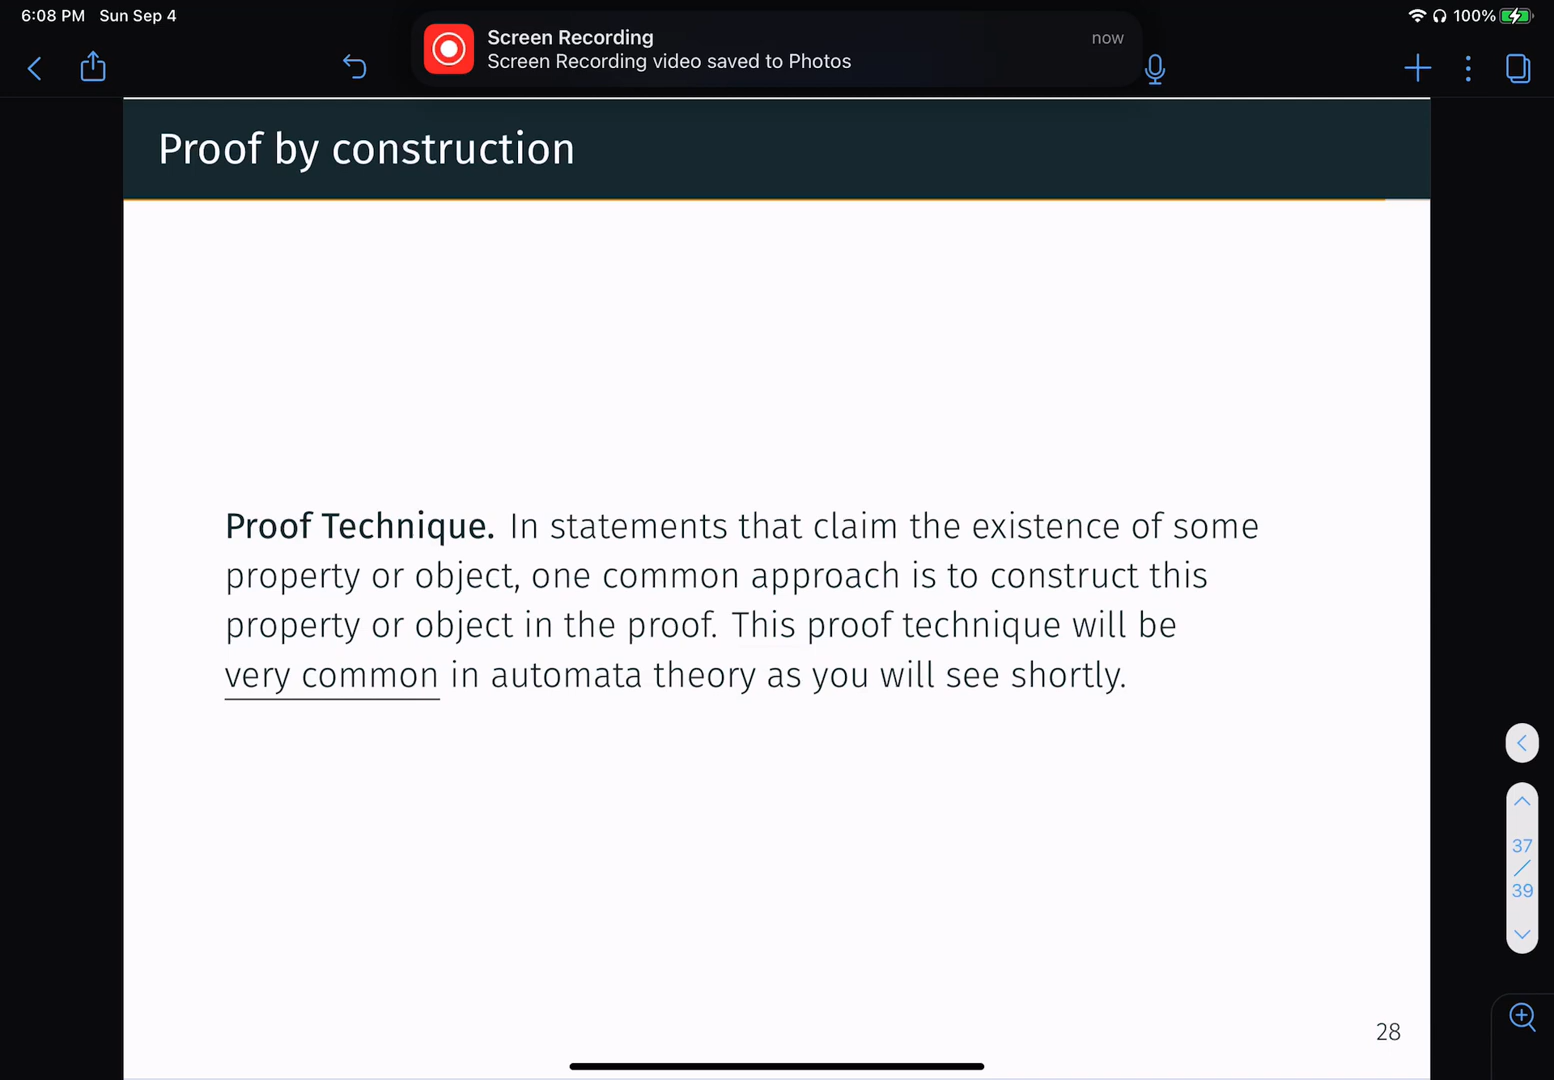 6:08 PM Sun Sep 4
100%
Screen Recording
now
Screen Recording video saved to Photos
Proof by construction
Proof Technique. In statements that claim the existence of some
property or object, one common approach is to construct this
property or object in the proof. This proof technique will be
very common in automata theory as you will see shortly.
37
/
39
28